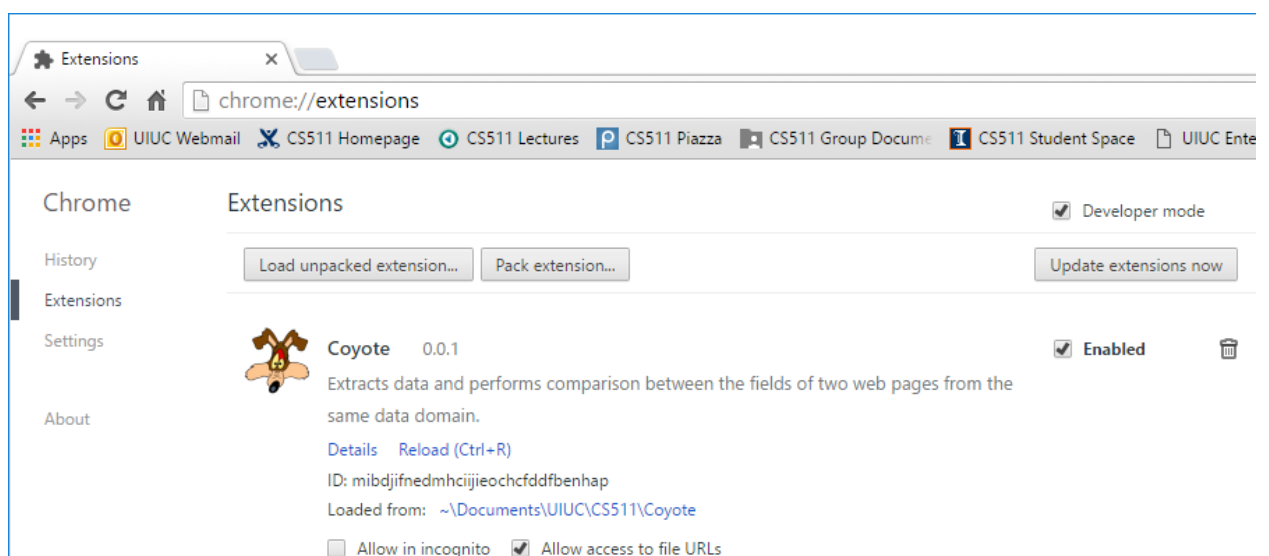 Extensions
chrome://extensions
Apps UIUC Webmail CS511 Homepage CS511 Lectures CS511 Piazza CS511 Group Docume CS511 Student Space UIUC Ente
Chrome
Extensions
Developer mode
History
Load unpacked extension... Pack extension... Update extensions now
Extensions
Settings
Coyote 0.0.1 Enabled
Extracts data and performs comparison between the fields of two web pages from the
same data domain.
About
Details Reload (Ctrl+R)
ID: mibdjifnedmhciijieochcfddfbenhap
Loaded from: ~\Documents\UIUC\CS511\Coyote
Allow in incognito Allow access to file URLs